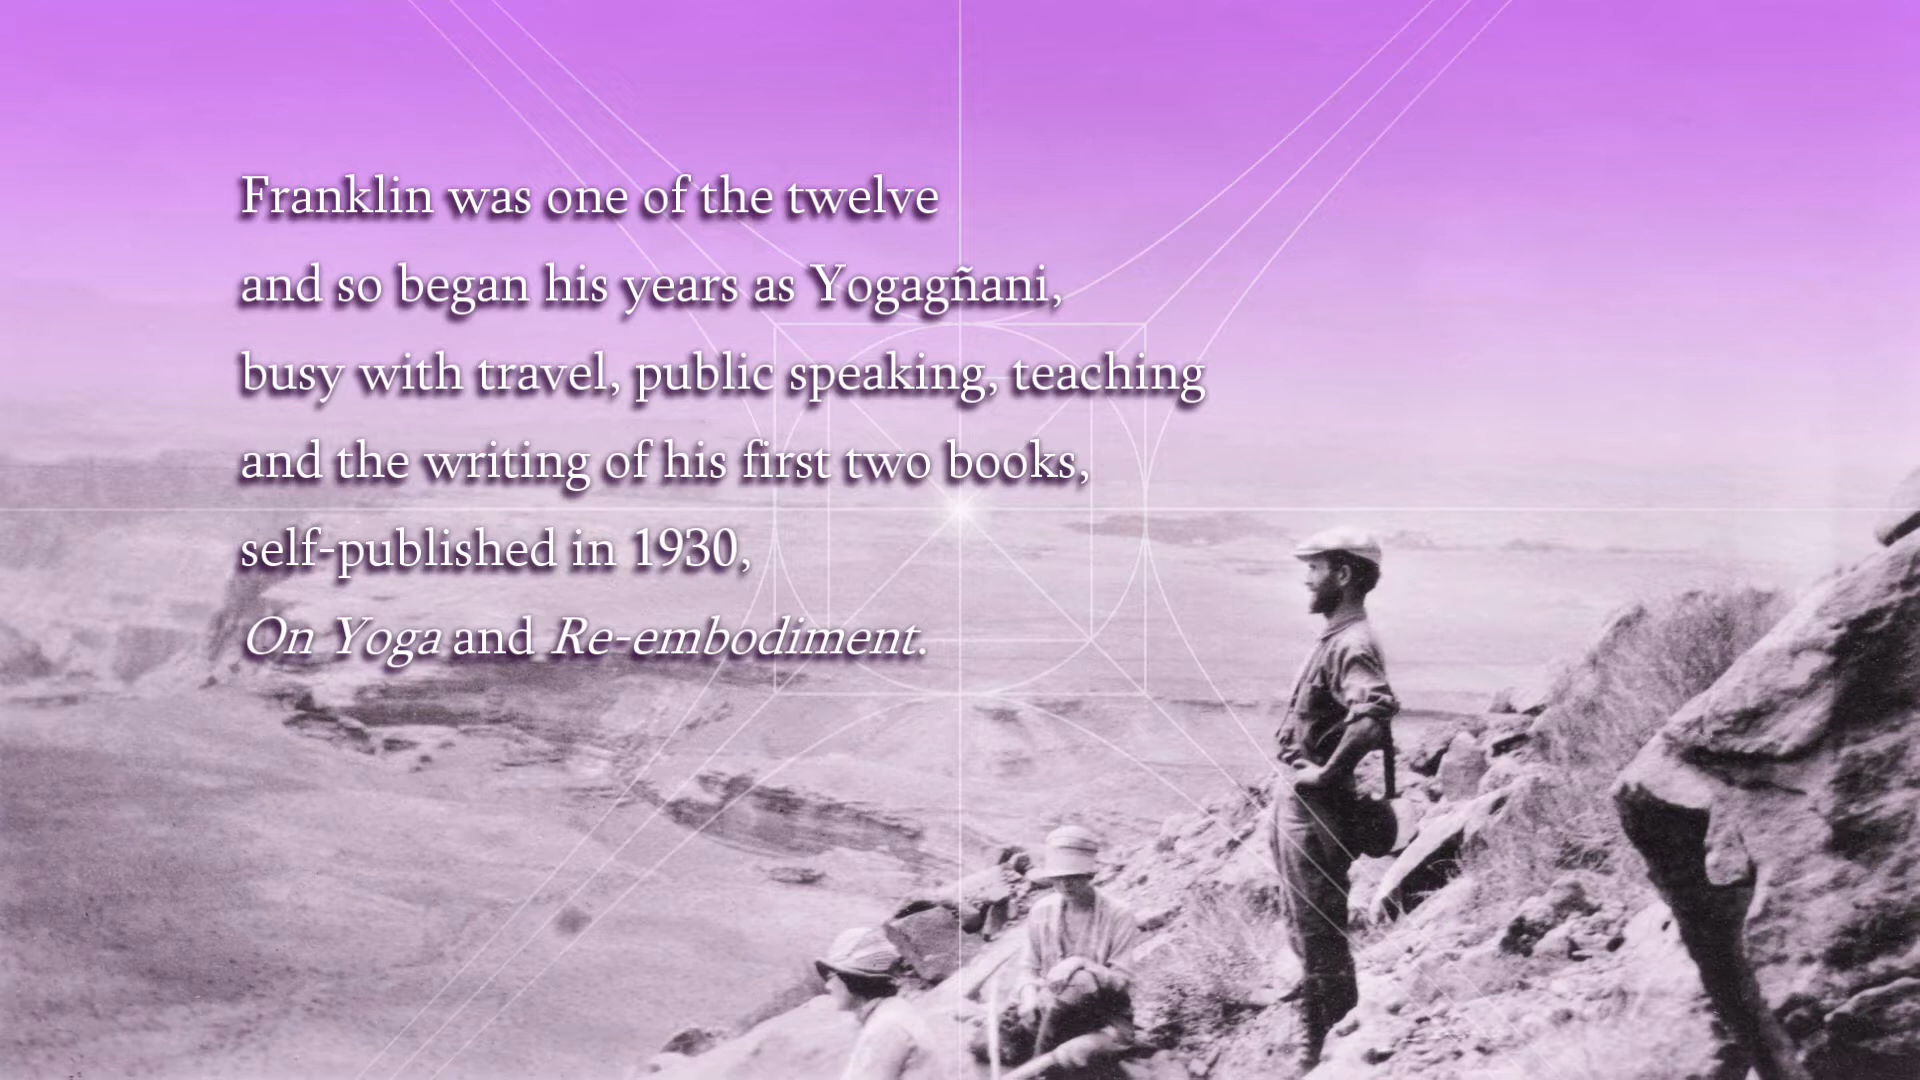 Franklin was one of the twelve
and so began his years as Yogagñani,
busy with travel, public speaking, teaching
and the writing of his first two books,
self-published in 1930,
On Yoga and Re-embodiment.